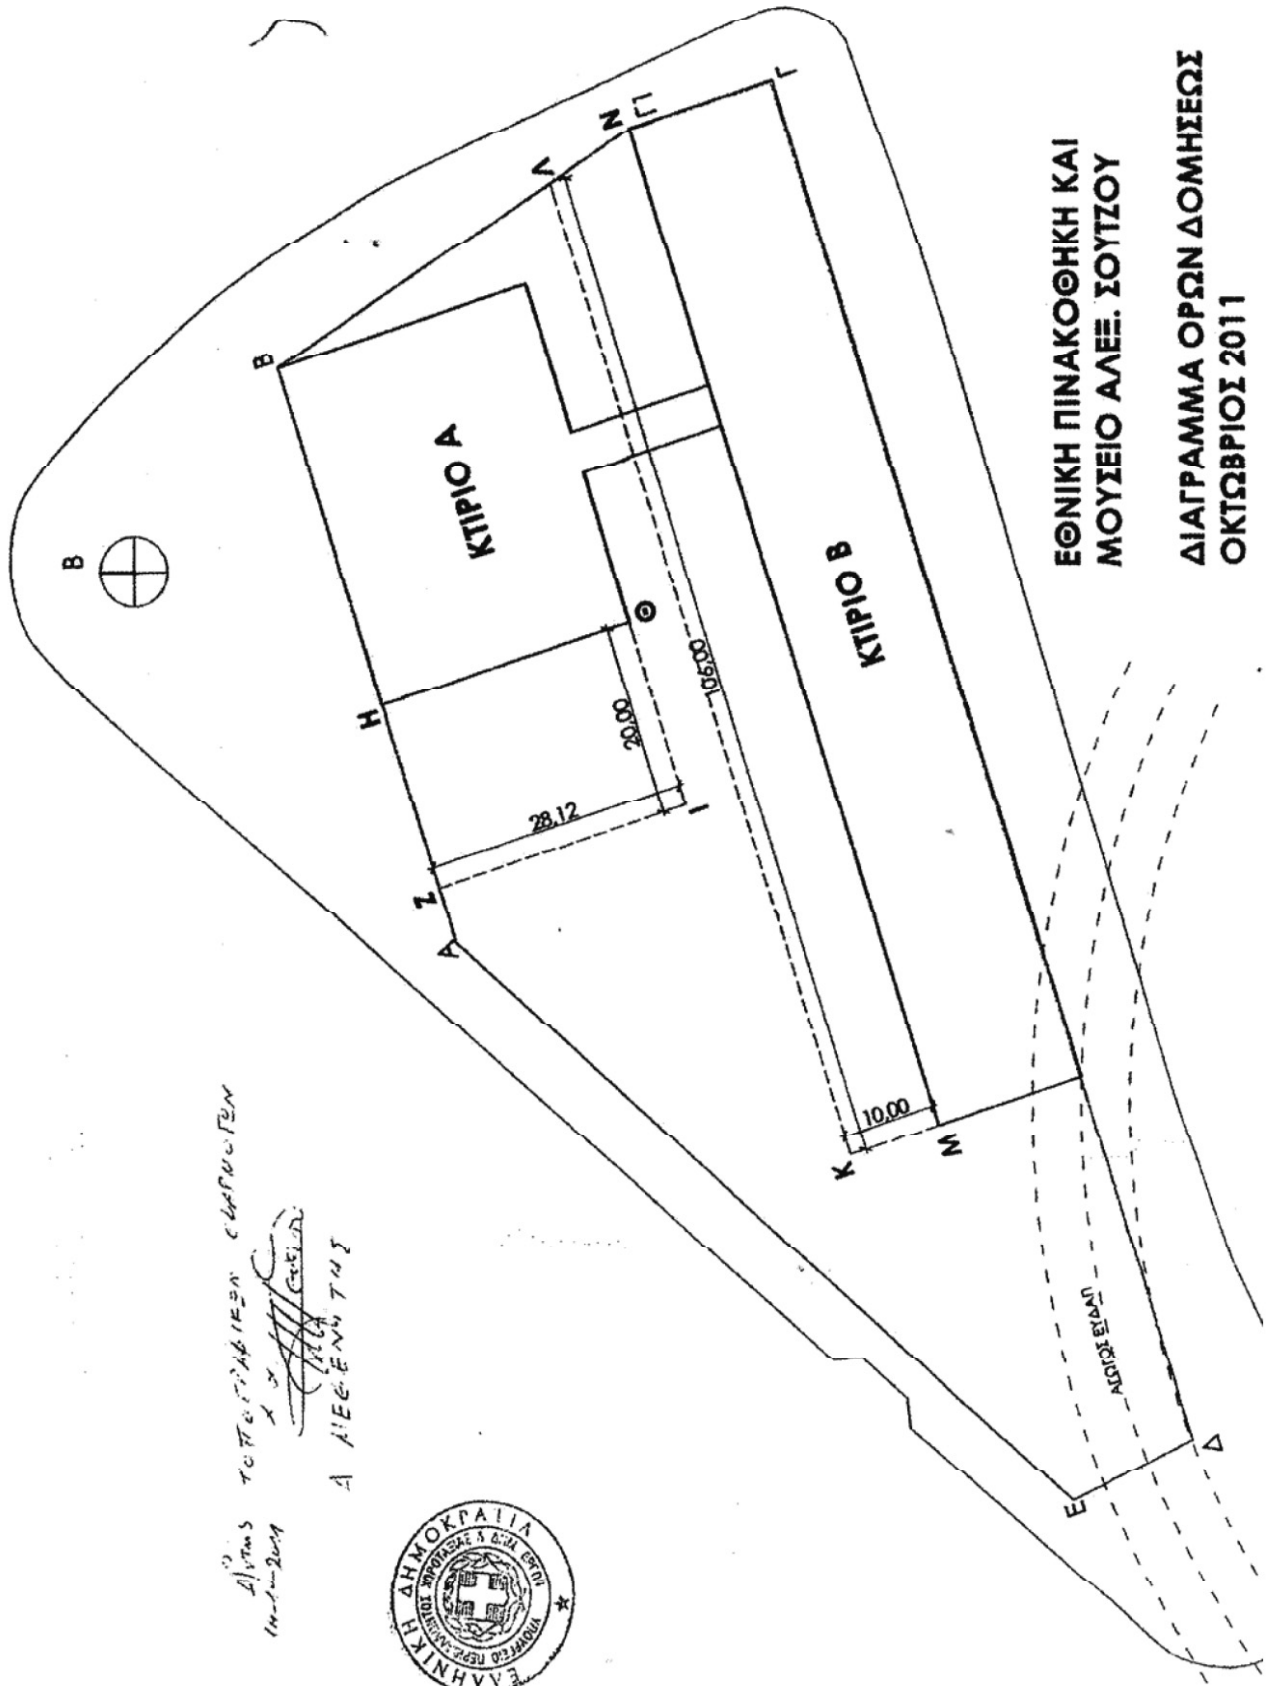 ΕΘΝΙΚΗ ΠΙΝΑΚΟΘΗΚΗ ΚΑΙ
ΜΟΥΣΕΙΟ ΑΛΕΞ. ΣΟΥΤΖΟΥ
ΔΙΑΓΡΑΜΜΑ ΟΡΩΝ ΔΟΜΗΣΕΩΣ
ΟΚΤΩΒΡΙΟΣ 2011
Β
Β
Η
Ζ
Α
Λ
Ν
Π
Γ
ΚΤΙΡΙΟ Α
Θ
20,00
28,12
Ι
106,00
ΚΤΙΡΙΟ Β
Κ
10,00
Μ
ΑΓΩΓΟΣ ΕΥΔΑΠ
Ε
Δ
ΕΛΛΗΝΙΚΗ ΔΗΜΟΚΡΑΤΙΑ